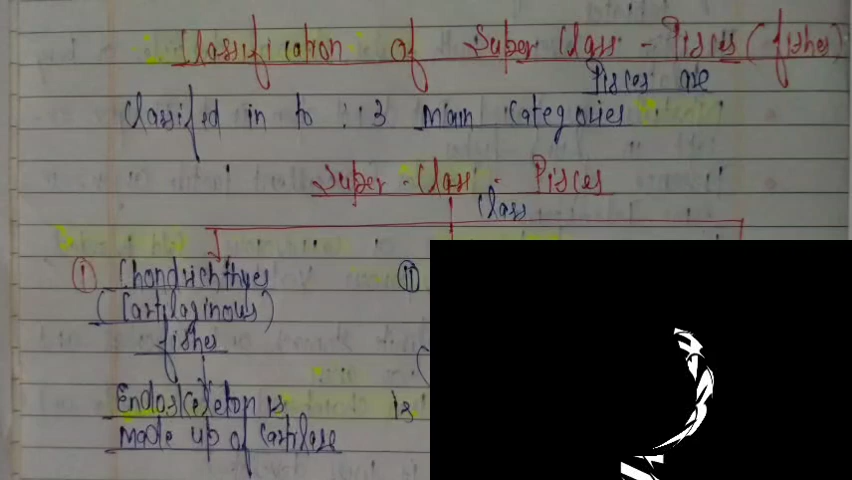 Classification of Super Class - Pisces (fishes)
Pisces are
Classified in to : 3 main categories
Super - Class - Pisces
Class
(i) Chondrichthyes
(ii)
(Cartilaginous)
fishes
Endoskeleton is
is
made up of Cartilage